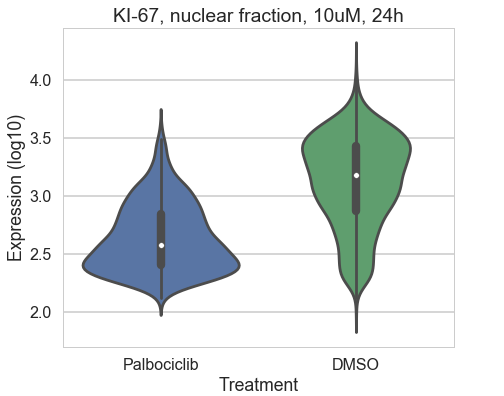 KI-67, nuclear fraction, 10uM, 24h
Expression (log10)
4.0
3.5
3.0
2.5
2.0
Palbociclib DMSO
Treatment